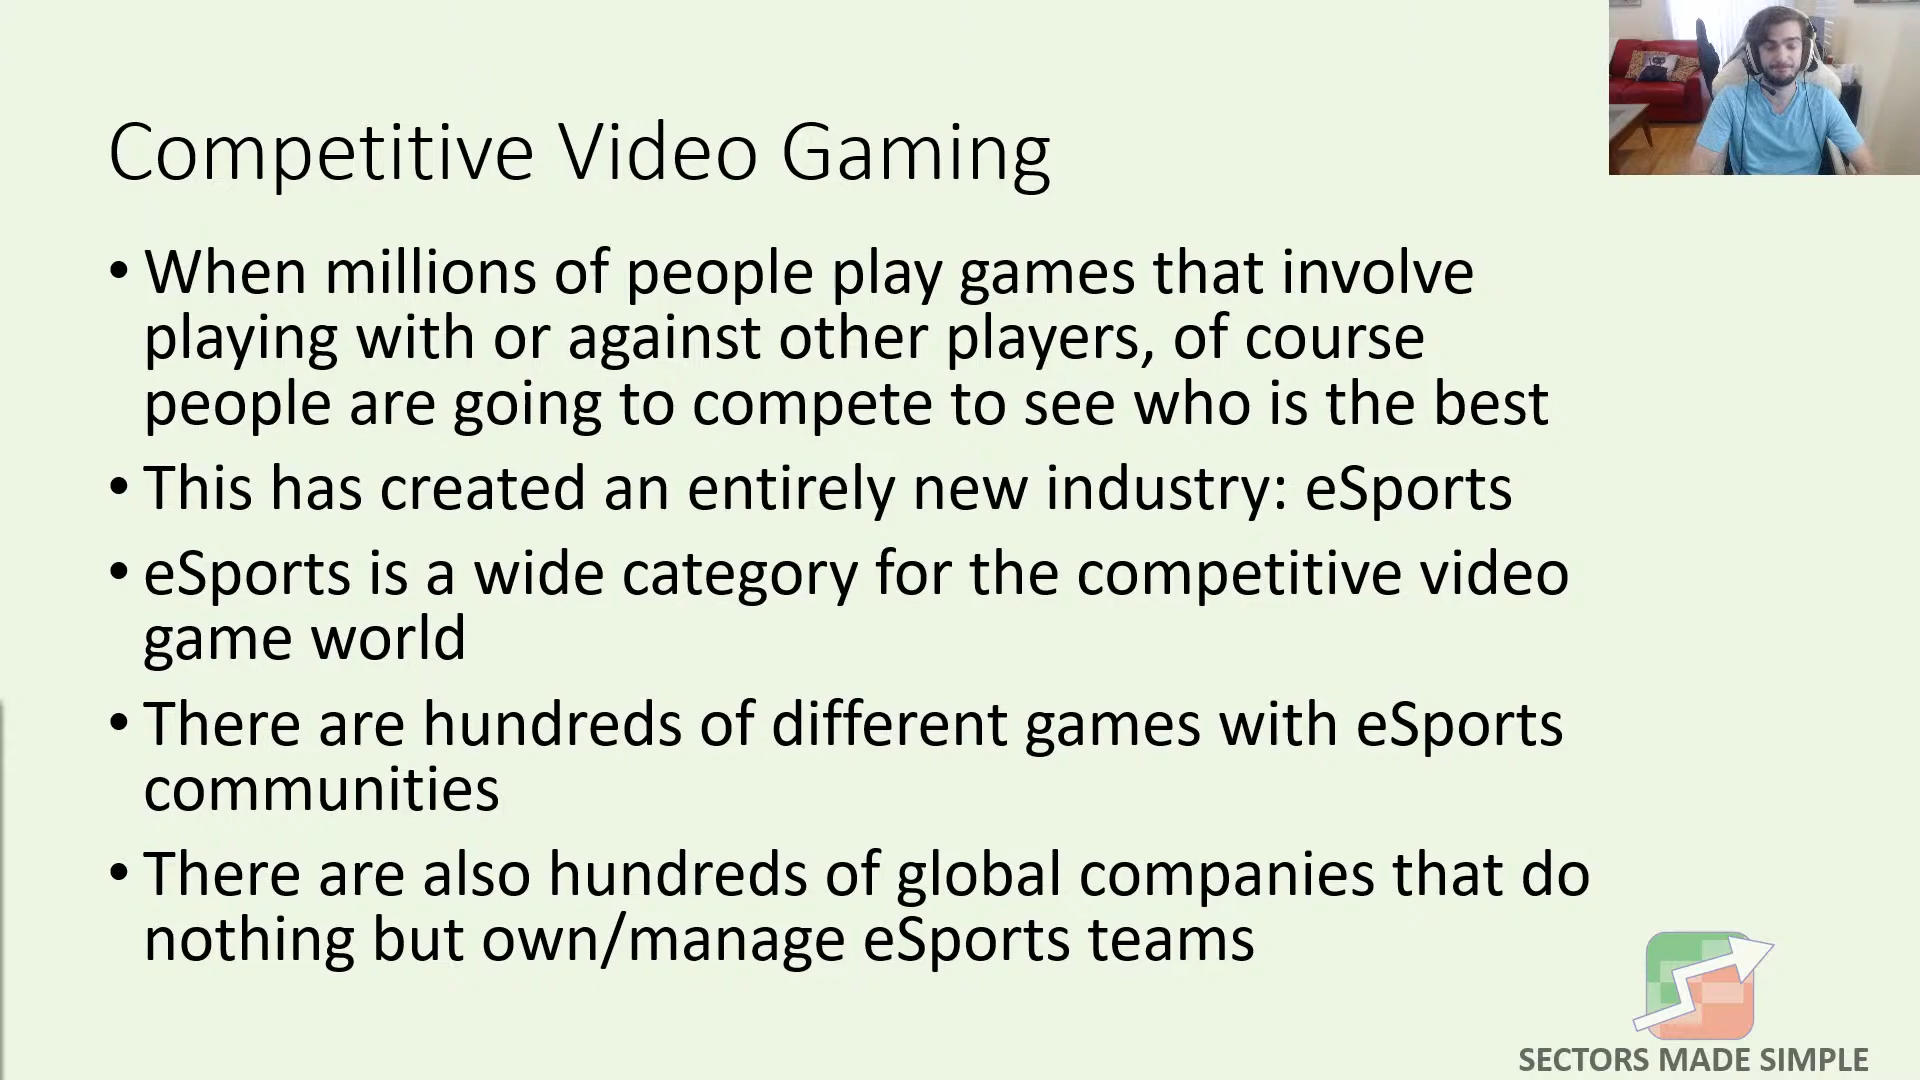 Competitive Video Gaming
• When millions of people play games that involve
playing with or against other players, of course
people are going to compete to see who is the best
• This has created an entirely new industry: eSports
• eSports is a wide category for the competitive video
game world
• There are hundreds of different games with eSports
communities
• There are also hundreds of global companies that do
nothing but own/manage eSports teams
SECTORS MADE SIMPLE